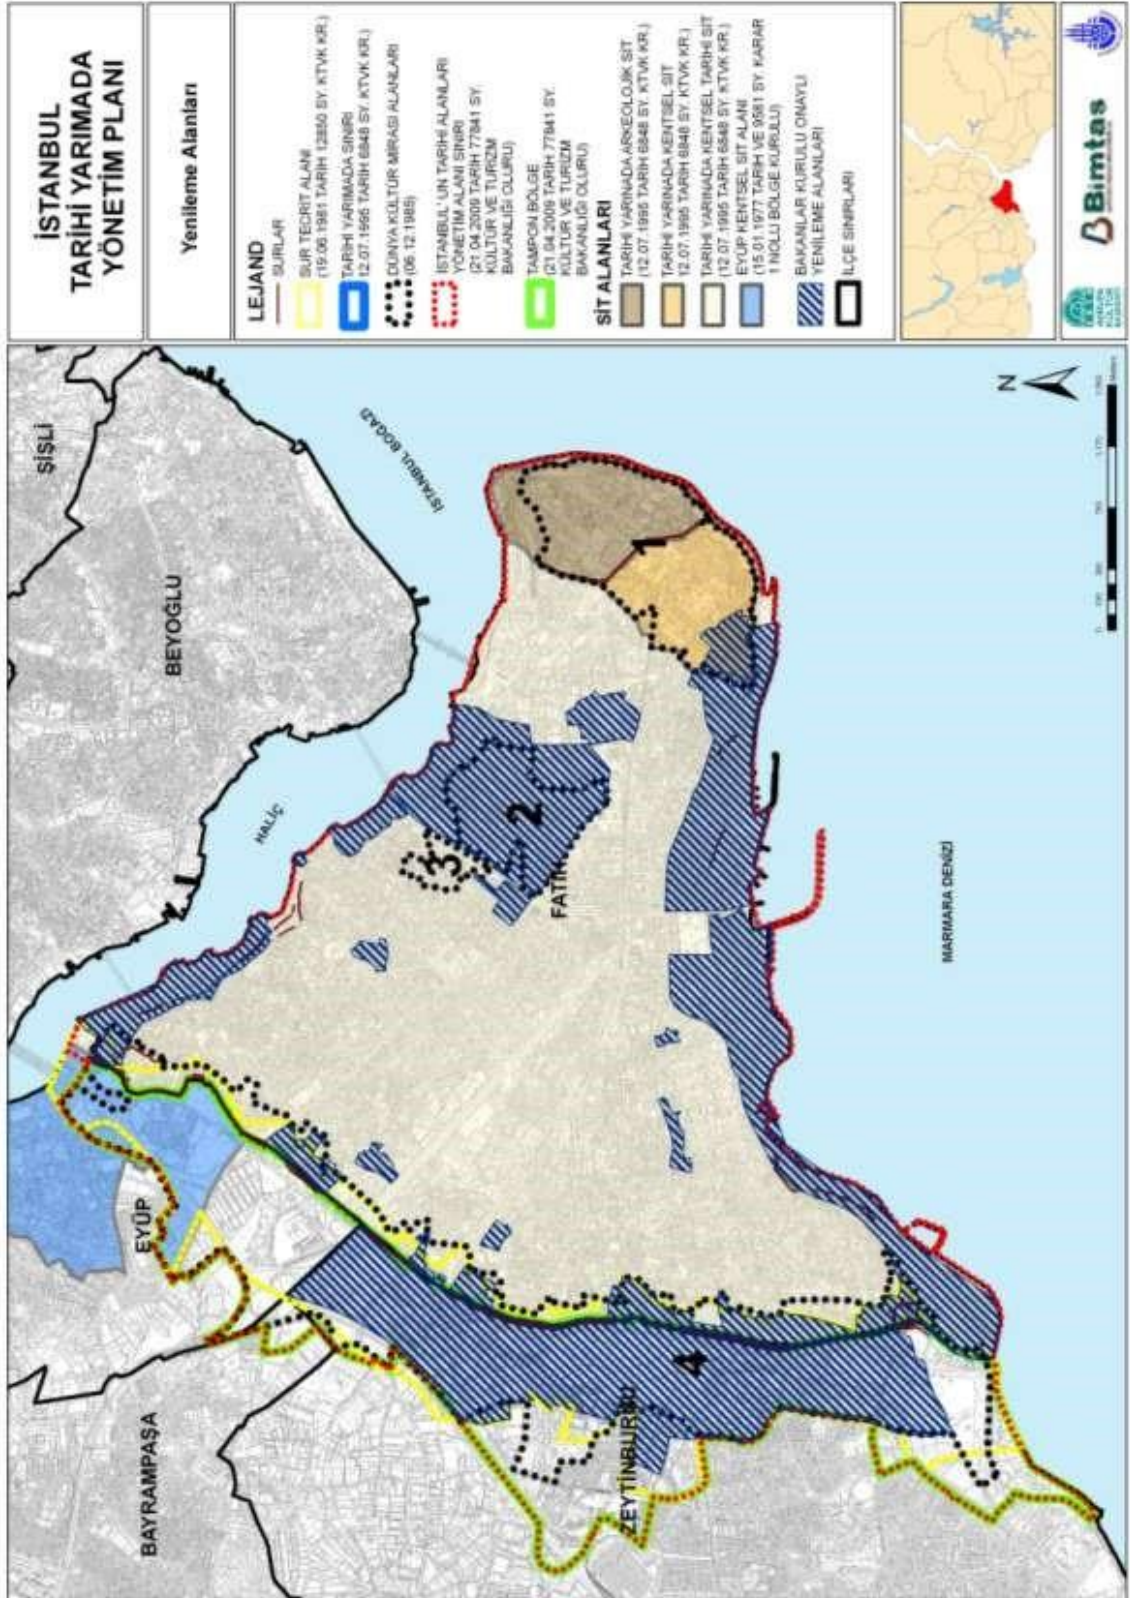 İSTANBUL
TARİHİ YARIMADA
YÖNETİM PLANI
Yenileme Alanları
LEJAND
SURLAR
SUR TECRİT ALANI
(19.06.1981 TARİH 12850 SY. KTVK KR.)
TARİHİ YARIMADA SINIRI
12.07.1995 TARİH 6848 SY. KTVK KR.)
DÜNYA KÜLTÜR MİRASI ALANLARI
(06.12.1985)
İSTANBUL' UN TARİHİ ALANLARI
YÖNETİM ALANI SINIRI
(21.04.2009 TARİH 77841 SY.
KÜLTÜR VE TURİZM
BAKANLIĞI OLURU)
TAMPON BÖLGE
(21.04.2009 TARİH 77841 SY.
KÜLTÜR VE TURİZM
BAKANLIĞI OLURU)
SİT ALANLARI
TARİHİ YARINADA ARKEOLOJİK SİT
(12.07.1995 TARİH 6848 SY. KTVK KR.)
TARİHİ YARINADA KENTSEL SİT
12.07.1995 TARİH 6848 SY. KTVK KR.)
TARİHİ YARINADA KENTSEL TARİHİ SİT
(12.07.1995 TARİH 6848 SY. KTVK KR.)
EYÜP KENTSEL SİT ALANI
(15.01.1977 TARİH VE 9591 SY. KARAR
1 NOLU BÖLGE KURULU)
BAKANLAR KURULU ONAYLI
YENİLEME ALANLARI
İLÇE SINIRLARI
Bimtas
ŞİŞLİ
BEYOĞLU
İSTANBUL BOĞAZI
HALİÇ
EYÜP
BAYRAMPAŞA
ZEYTİNBURNU
FATİH
1
2
3
4
MARMARA DENİZİ
N